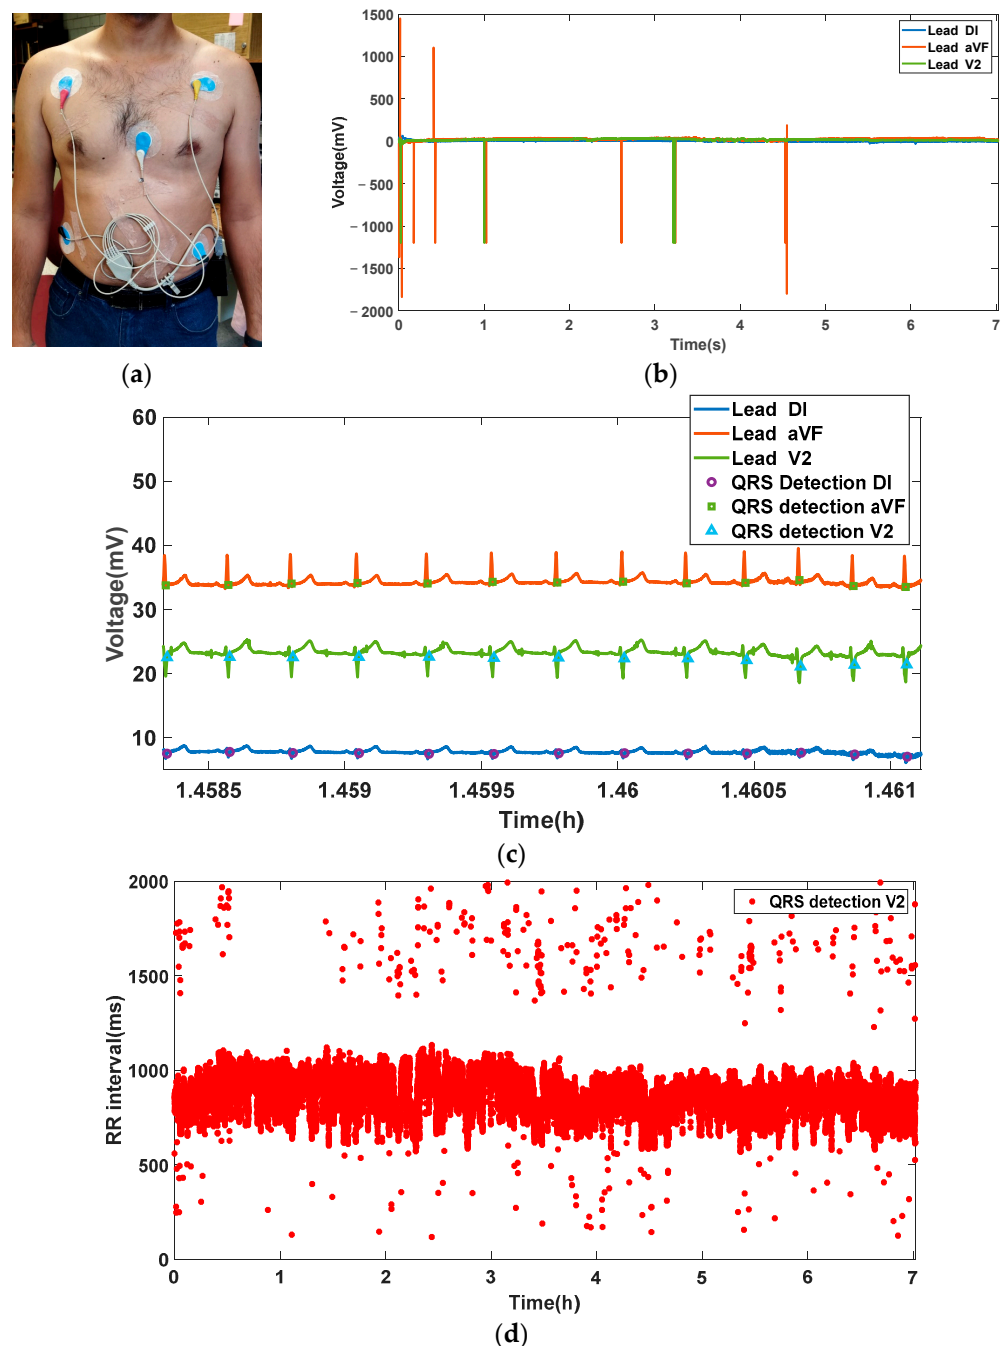 (a)
1500
1000
500
0
−500
−1000
−1500
−2000
Voltage(mV)
Lead DI
Lead aVF
Lead V2
0 1 2 3 4 5 6 7
Time(s)
(b)
60
50
40
30
20
10
Voltage(mV)
Lead DI
Lead aVF
Lead V2
QRS Detection DI
QRS detection aVF
QRS detection V2
1.4585 1.459 1.4595 1.46 1.4605 1.461
Time(h)
(c)
2000
1500
1000
500
0
RR interval(ms)
QRS detection V2
0 1 2 3 4 5 6 7
Time(h)
(d)